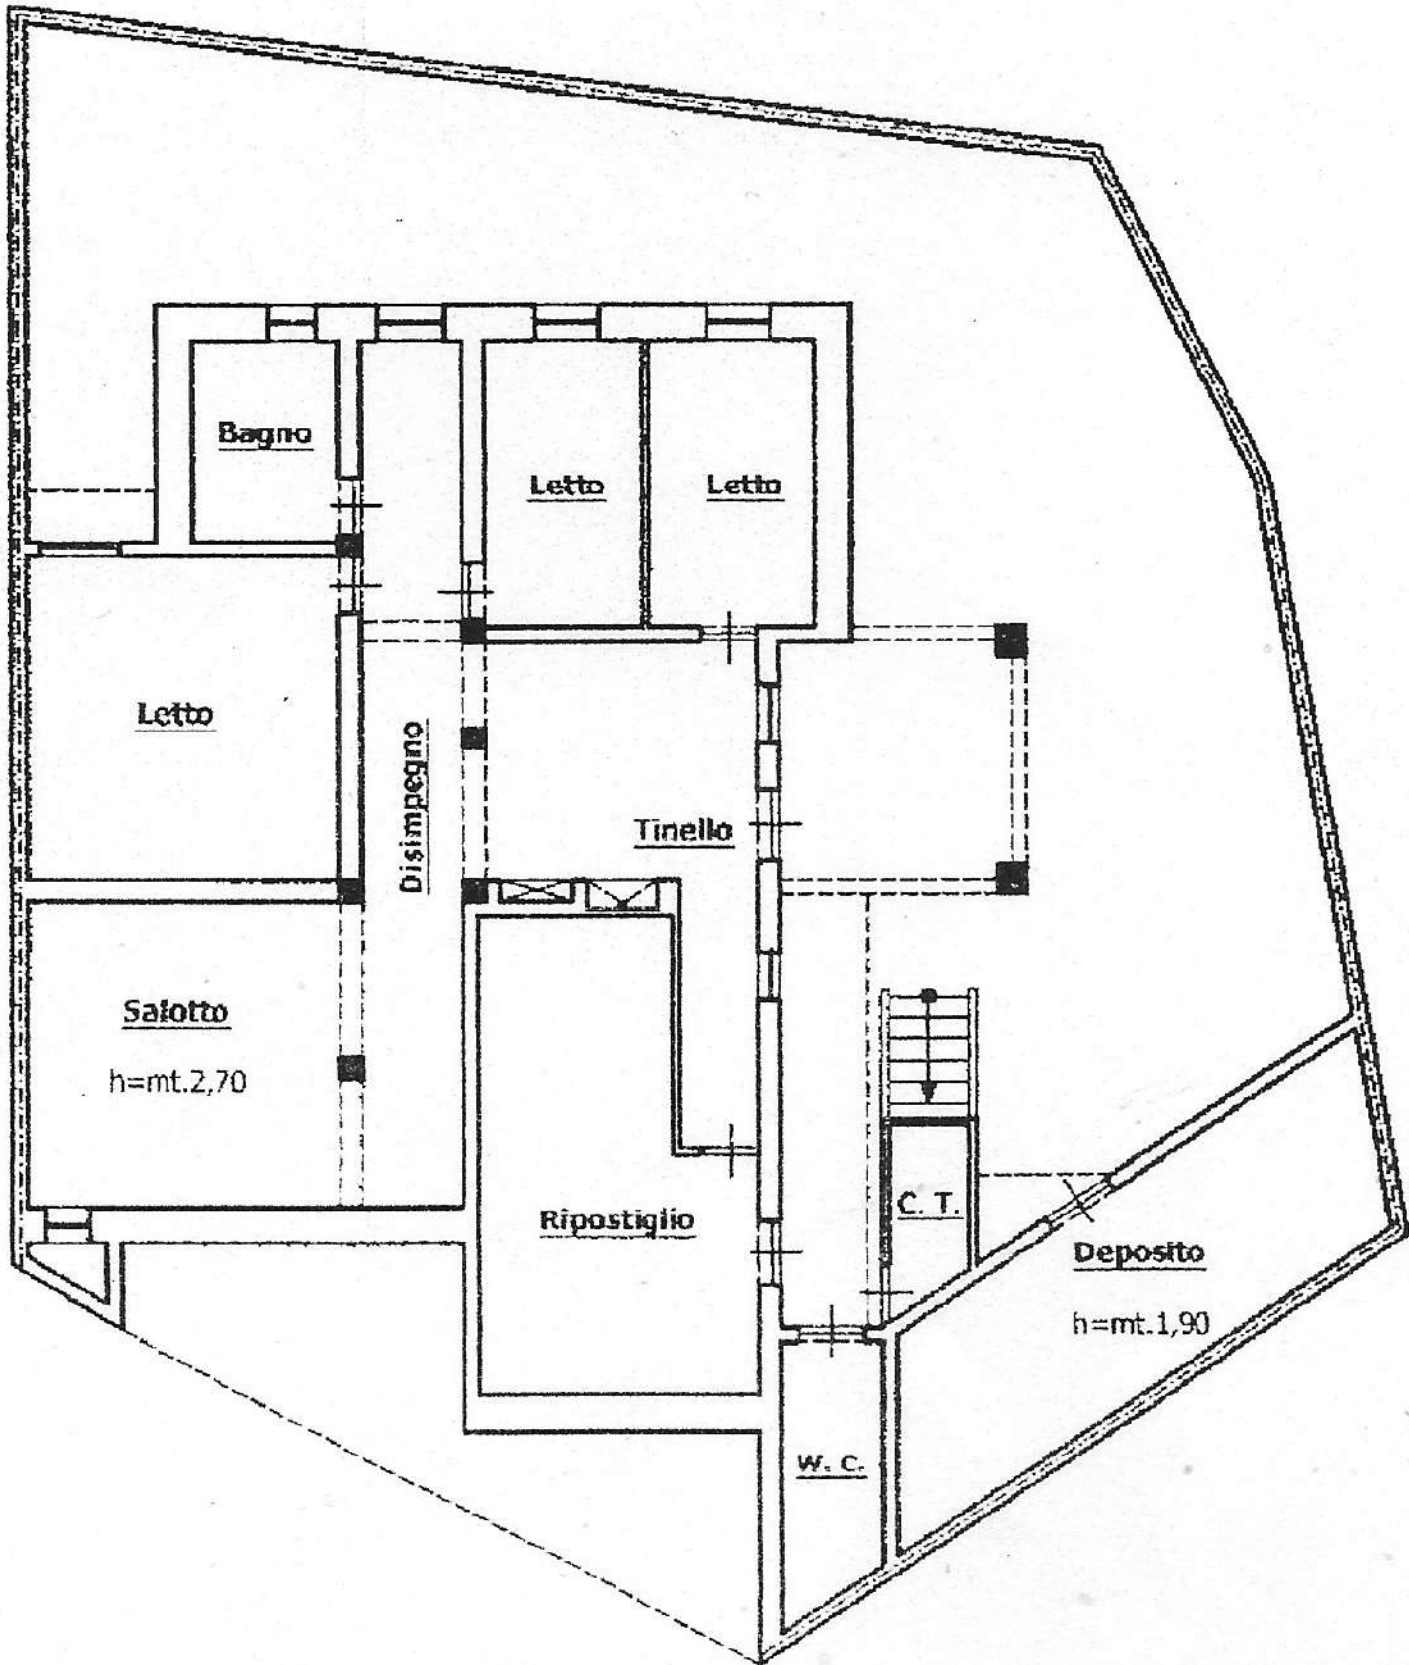 Bagno
Letto
Letto
Letto
Disimpegno
Tinello
Salotto
h=mt.2,70
Ripostiglio
C. T.
Deposito
h=mt.1,90
W. C.